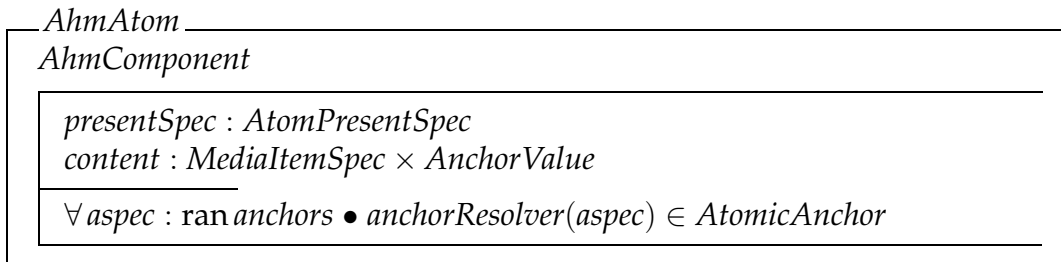 AhmAtom
AhmComponent
presentSpec : AtomPresentSpec
content : MediaItemSpec × AnchorValue
∀ aspec : ran anchors • anchorResolver(aspec) ∈ AtomicAnchor